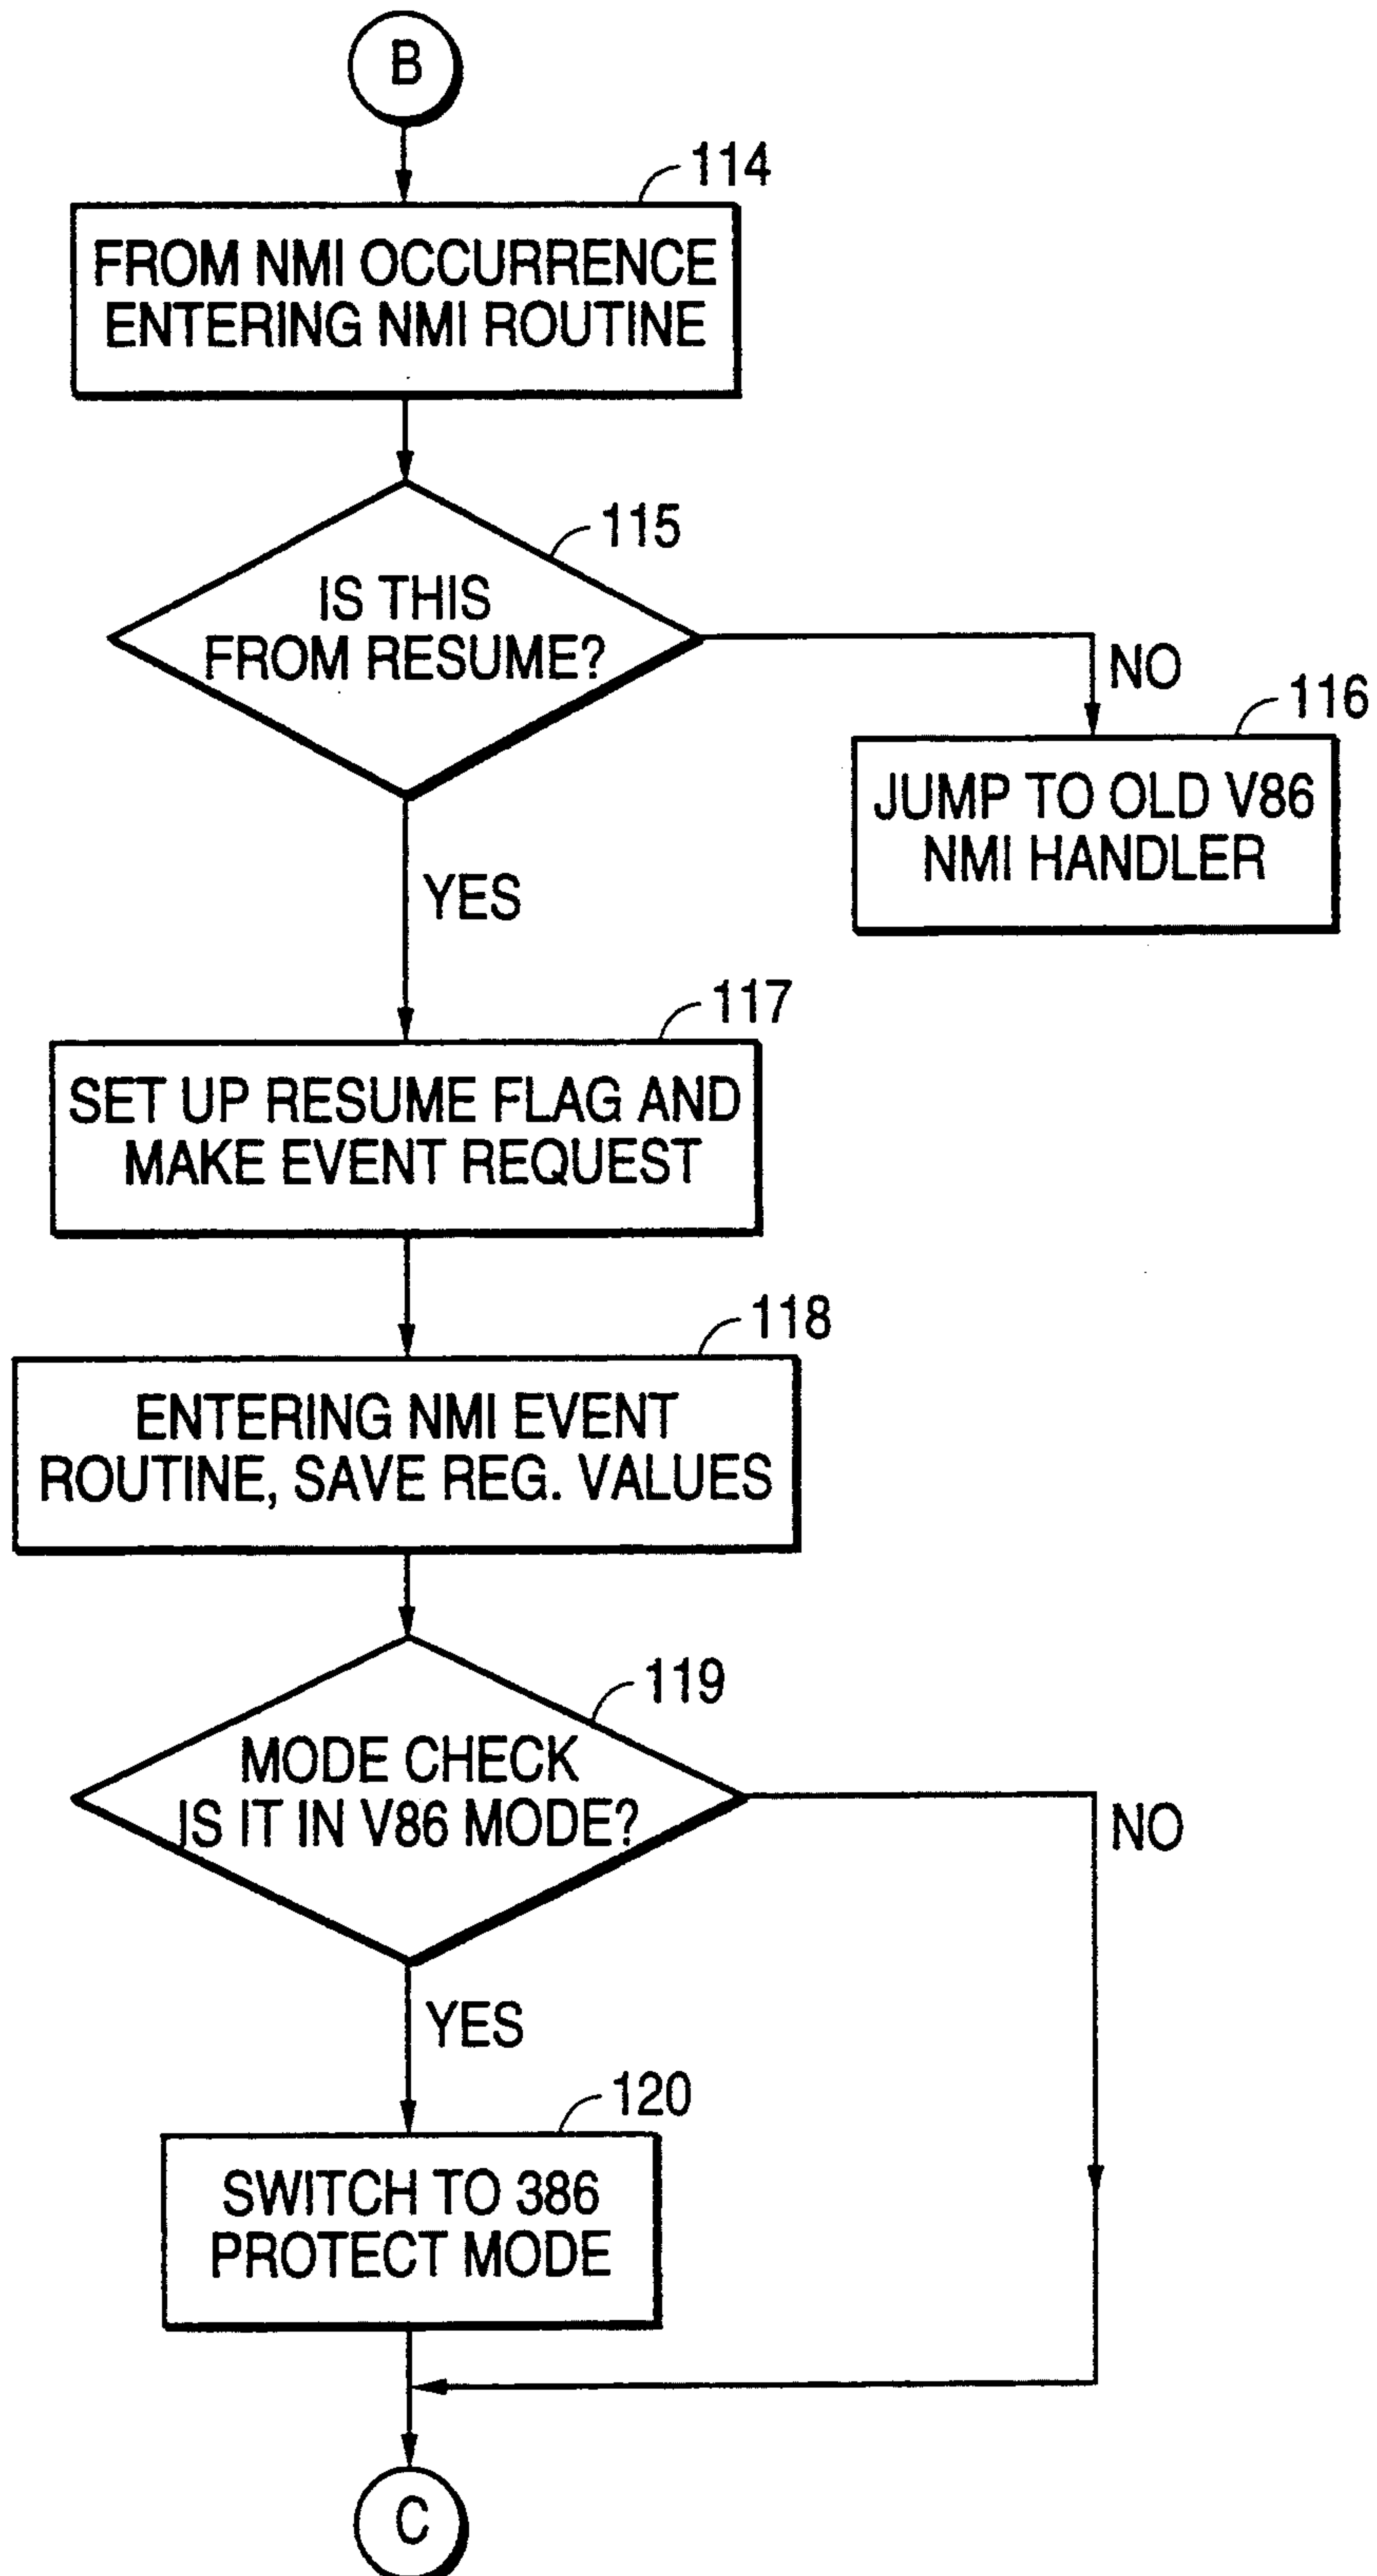 B
114
FROM NMI OCCURRENCE
ENTERING NMI ROUTINE
115
IS THIS
FROM RESUME?
NO
116
JUMP TO OLD V86
NMI HANDLER
YES
117
SET UP RESUME FLAG AND
MAKE EVENT REQUEST
118
ENTERING NMI EVENT
ROUTINE, SAVE REG. VALUES
119
MODE CHECK
IS IT IN V86 MODE?
NO
YES
120
SWITCH TO 386
PROTECT MODE
C